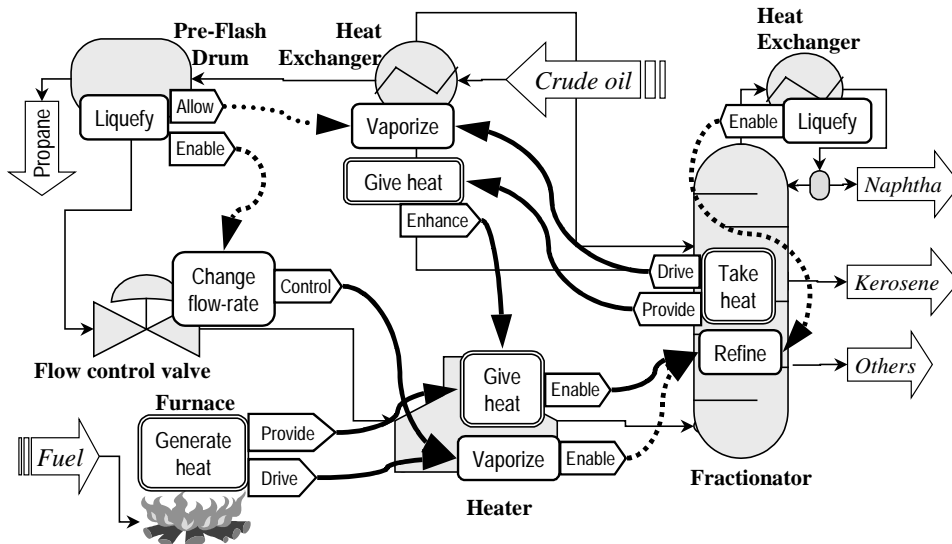 Pre-Flash
Drum
Heat
Exchanger
Heat
Exchanger
Crude oil
Allow
Liquefy
Enable
Propane
Vaporize
Give heat
Enhance
Enable
Liquefy
Naphtha
Drive
Take
heat
Provide
Kerosene
Change
flow-rate
Control
Refine
Others
Flow control valve
Furnace
Give
heat
Enable
Generate
heat
Provide
Drive
Vaporize
Enable
Fuel
Heater
Fractionator